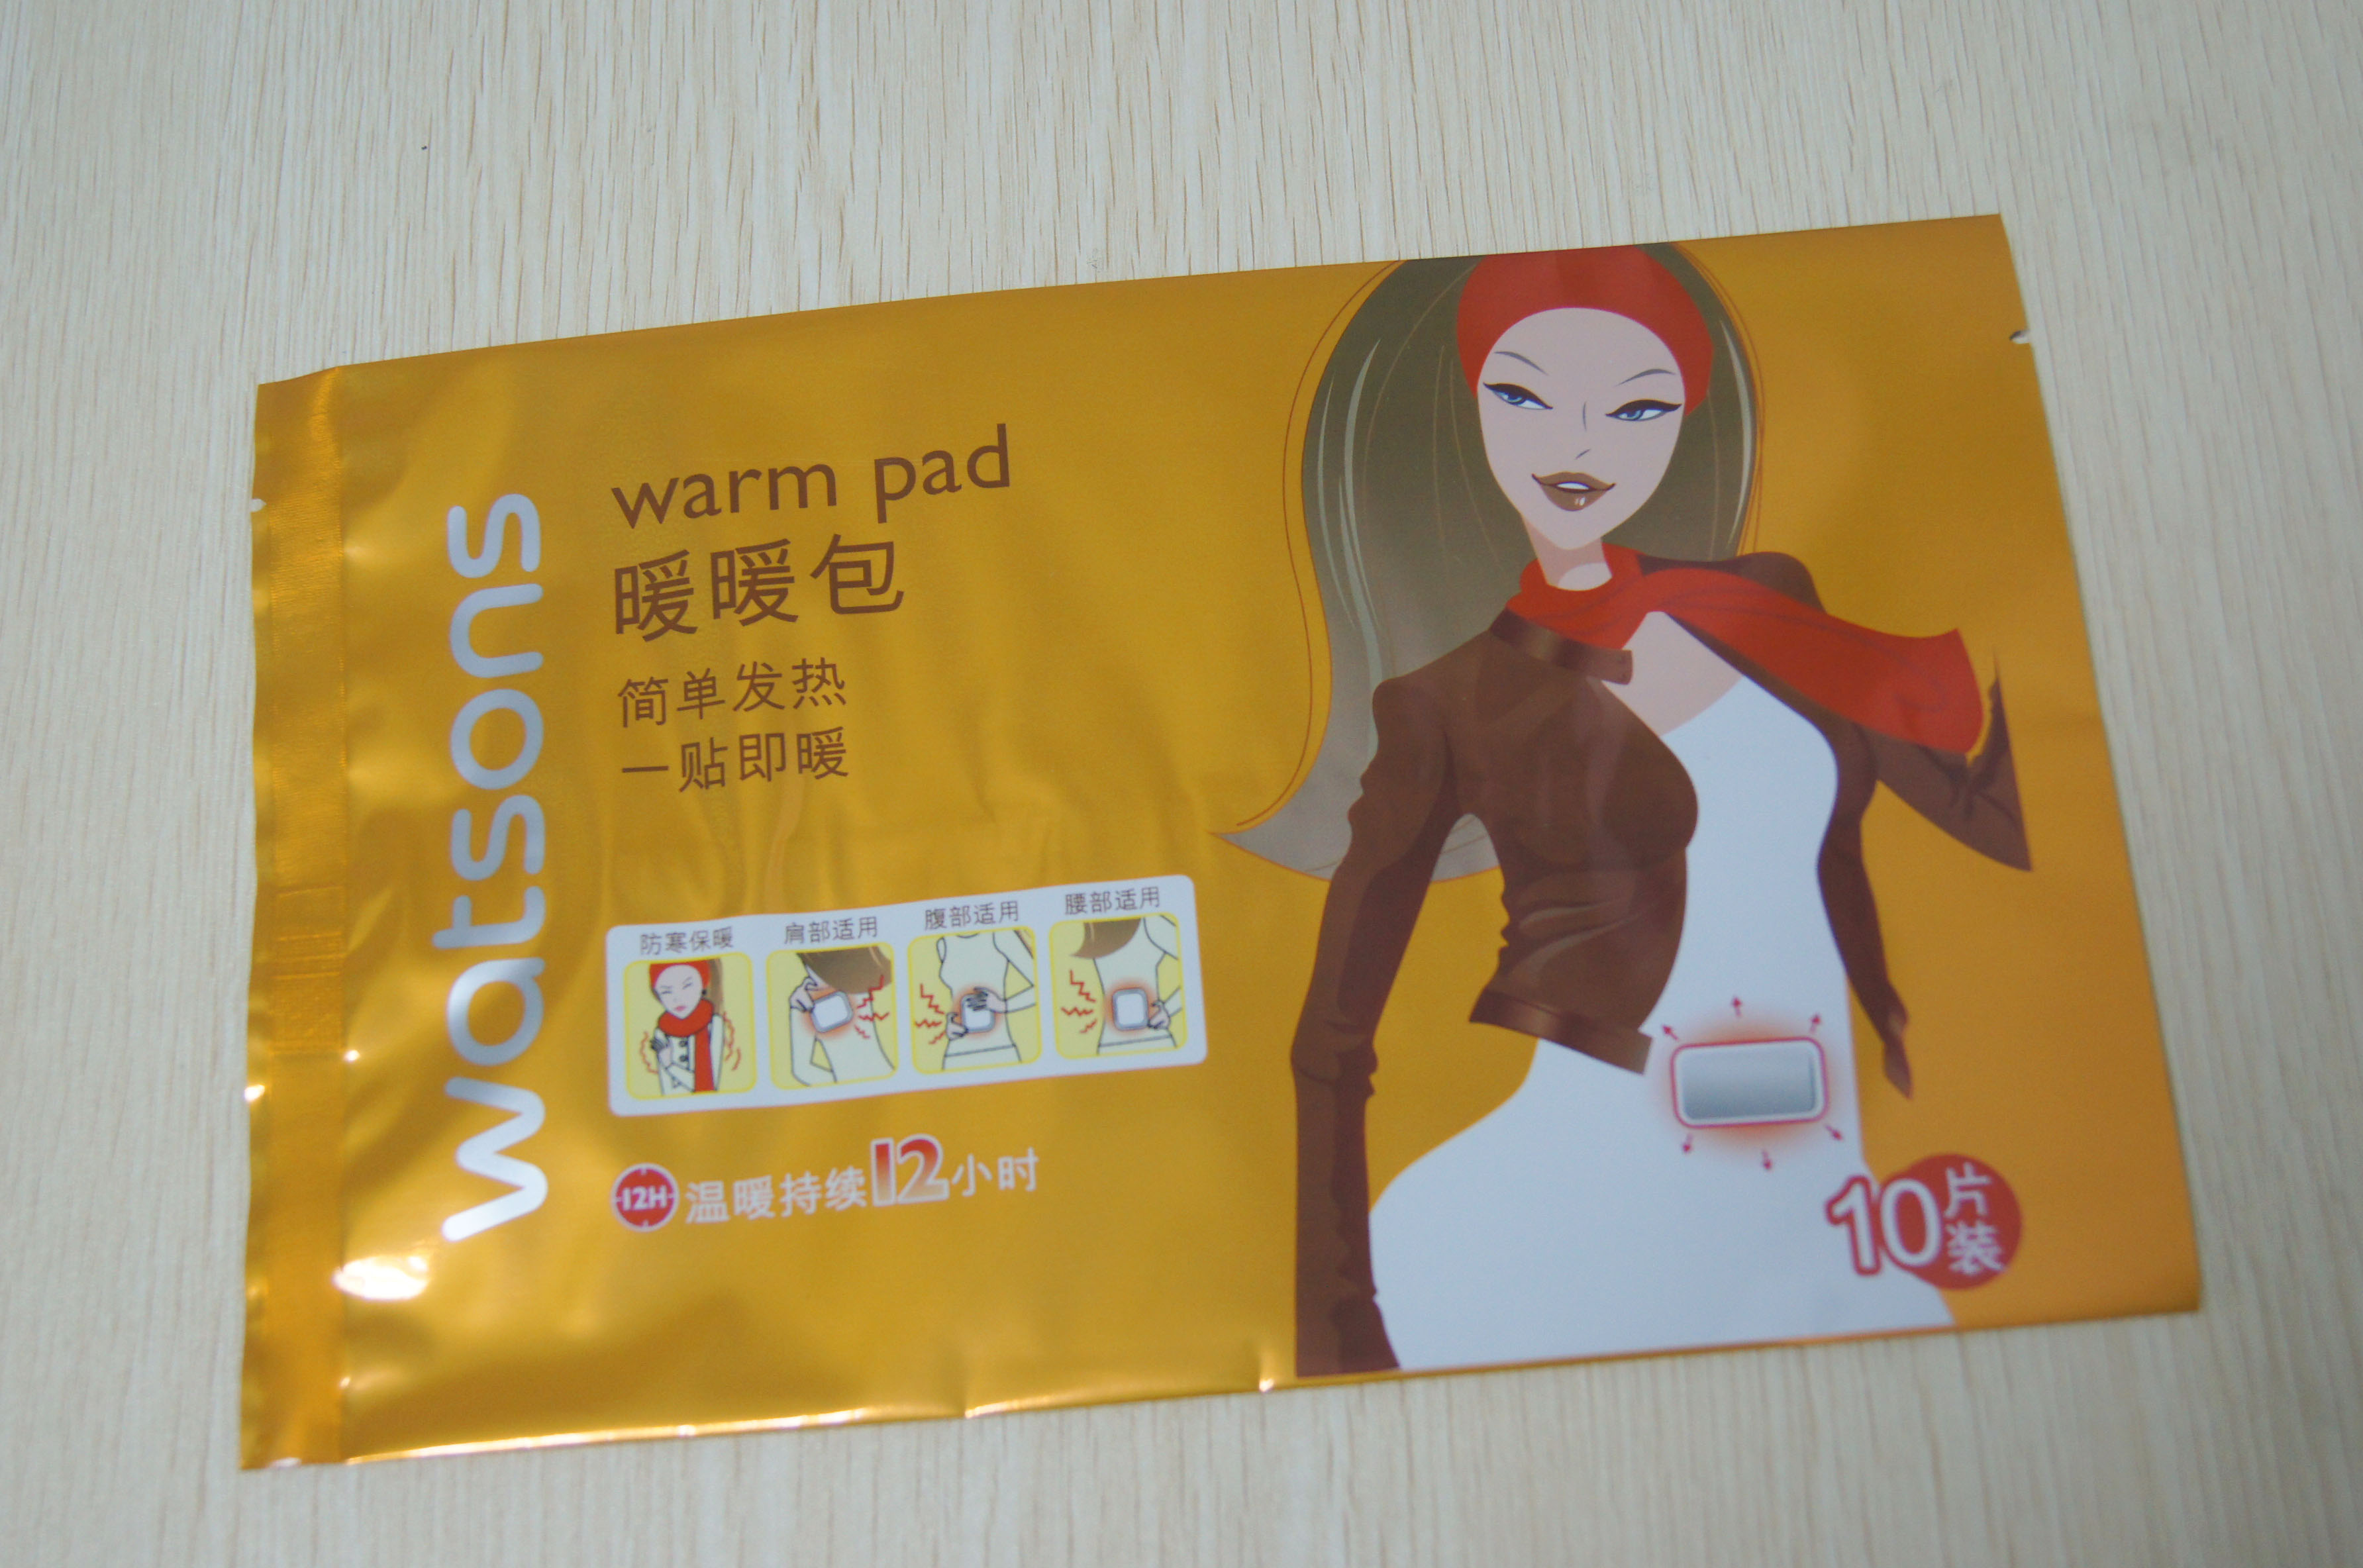 watsons
warm pad
暖暖包
简单发热
一贴即暖
防寒保暖
肩部适用
腹部适用
腰部适用
12H 温暖持续12小时
10片装